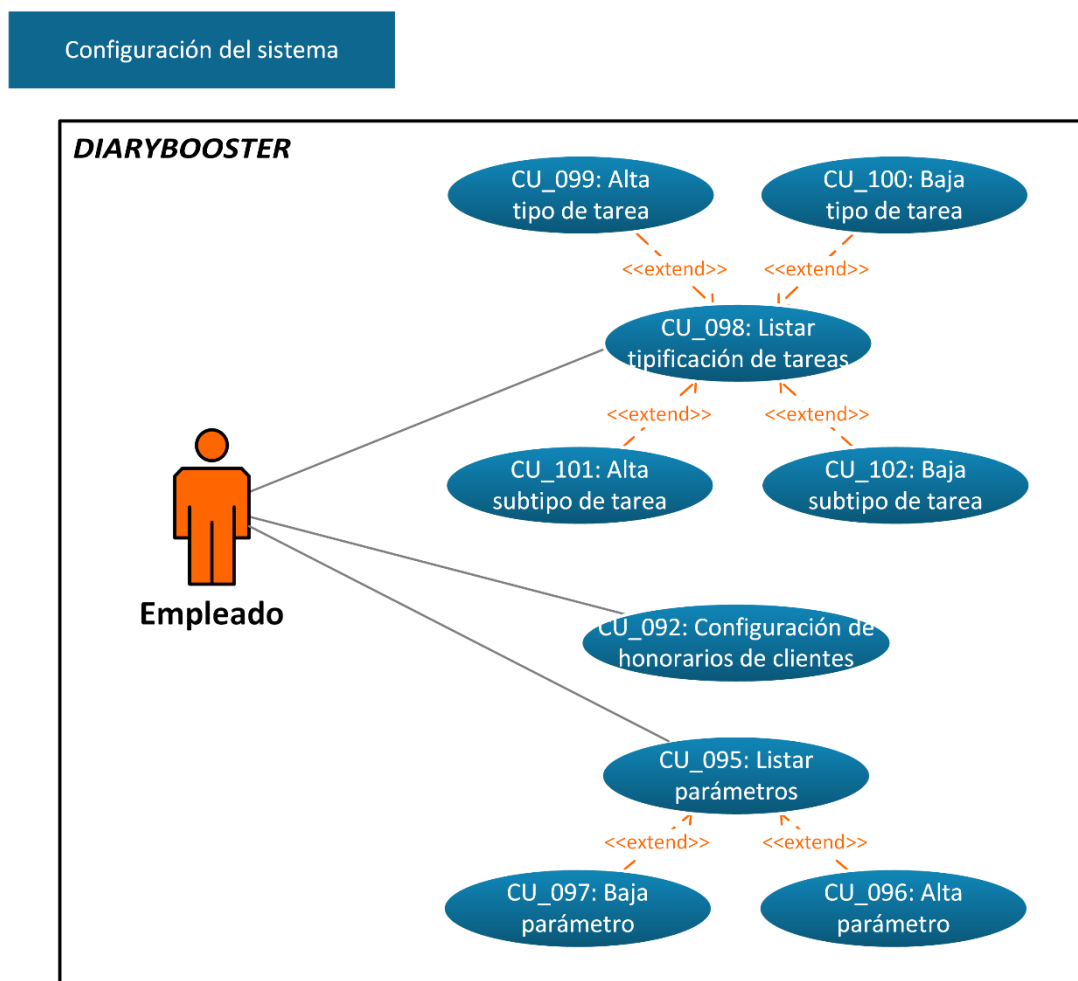 Configuración del sistema
DIARYBOOSTER
CU_099: Alta
tipo de tarea
CU_100: Baja
tipo de tarea
<<extend>>
<<extend>>
CU_098: Listar
tipificación de tareas
<<extend>>
<<extend>>
CU_101: Alta
subtipo de tarea
CU_102: Baja
subtipo de tarea
Empleado
CU_092: Configuración de
honorarios de clientes
CU_095: Listar
parámetros
<<extend>>
<<extend>>
CU_097: Baja
parámetro
CU_096: Alta
parámetro